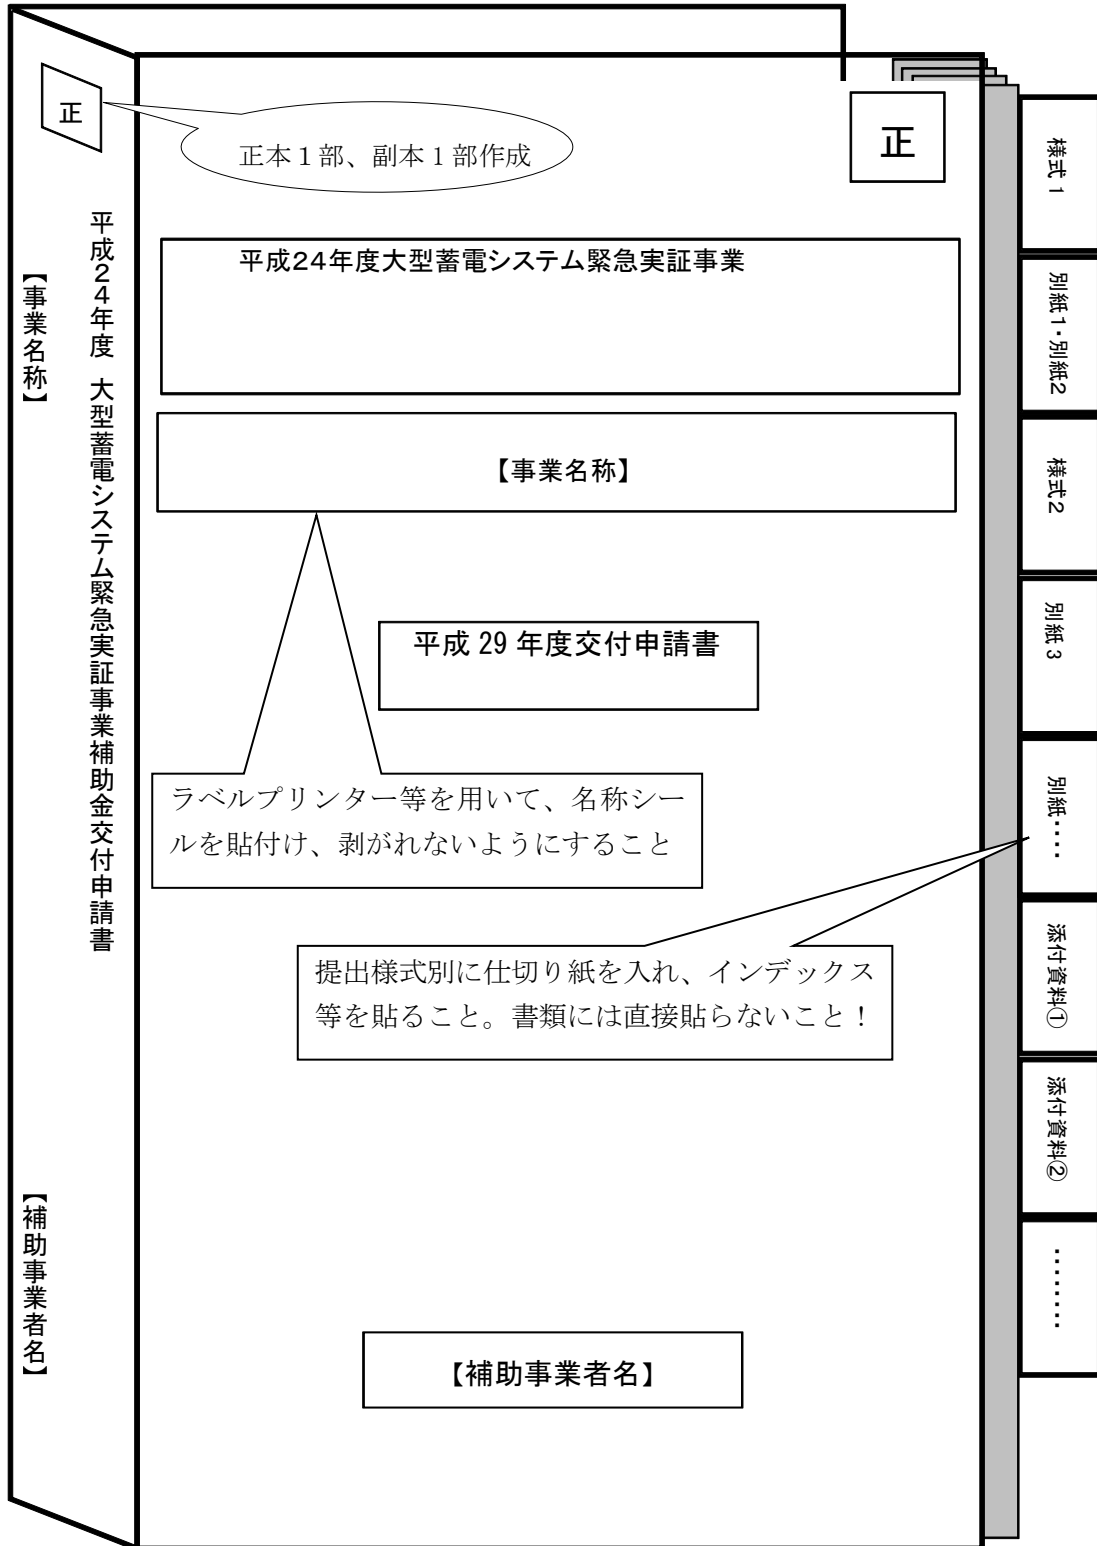 正
正本１部、副本１部作成
正
平成２４年度 大型蓄電システム緊急実証事業補助金交付申請書
【事業名称】
【補助事業者名】
平成２４年度大型蓄電システム緊急実証事業
【事業名称】
平成 29 年度交付申請書
ラベルプリンター等を用いて、名称シー
ルを貼付け、剥がれないようにすること
提出様式別に仕切り紙を入れ、インデックス
等を貼ること。書類には直接貼らないこと！
【補助事業者名】
様式 1
別紙１・別紙２
様式２
別紙 3
別紙・・・・
添付資料①
添付資料②
・・・・・・・・